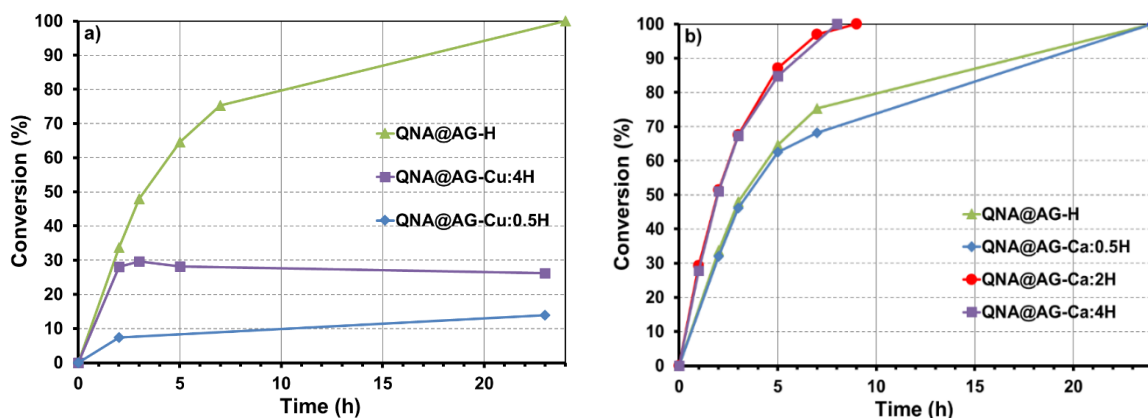 a)
Conversion (%)
100
90
80
70
60
50
40
30
20
10
0
QNA@AG-H
QNA@AG-Cu:4H
QNA@AG-Cu:0.5H
0 5 10 15 20
Time (h)
b)
Conversion (%)
100
90
80
70
60
50
40
30
20
10
0
QNA@AG-H
QNA@AG-Ca:0.5H
QNA@AG-Ca:2H
QNA@AG-Ca:4H
0 5 10 15 20
Time (h)